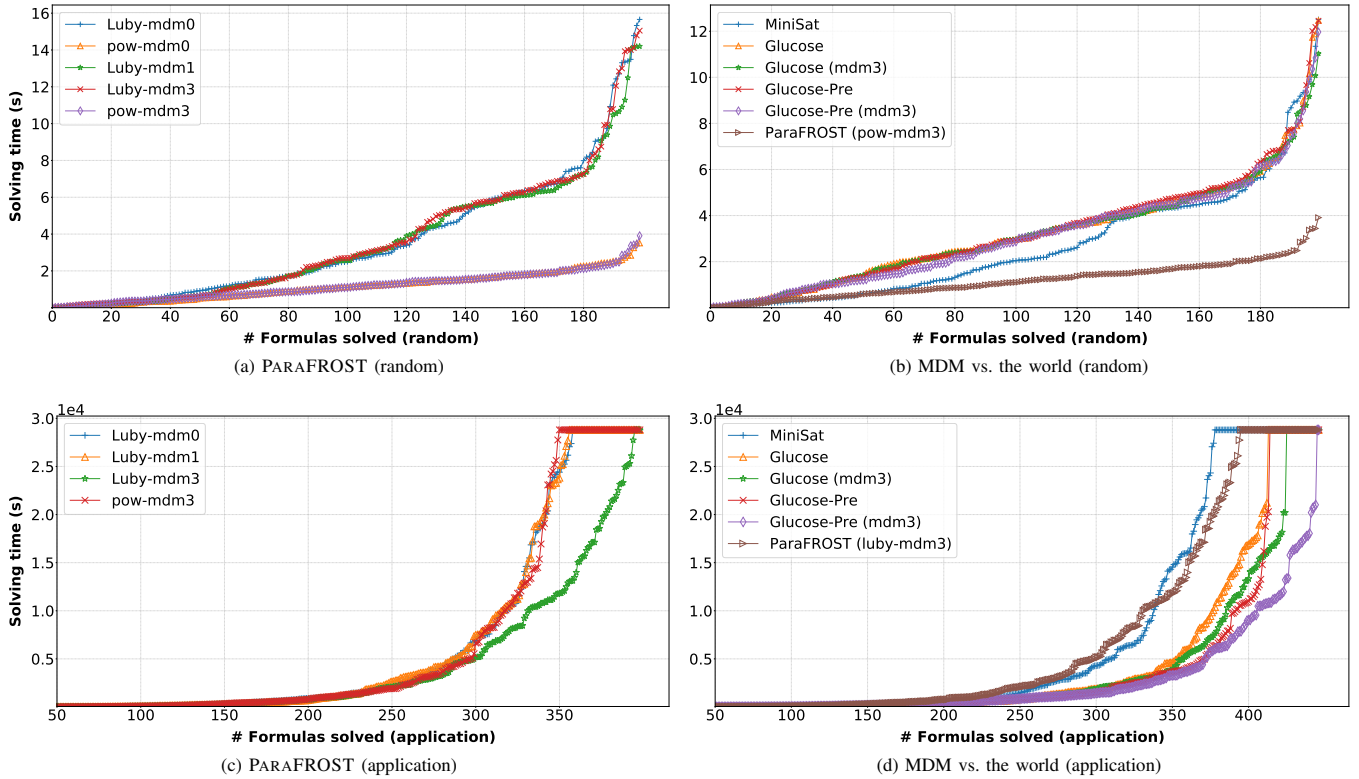 Luby-mdm0
pow-mdm0
Luby-mdm1
Luby-mdm3
pow-mdm3
Solving time (s)
16
14
12
10
8
6
4
2
0 20 40 60 80 100 120 140 160 180
# Formulas solved (random)
(a) PARAFROST (random)
MiniSat
Glucose
Glucose (mdm3)
Glucose-Pre
Glucose-Pre (mdm3)
ParaFROST (pow-mdm3)
12
10
8
6
4
2
0 20 40 60 80 100 120 140 160 180
# Formulas solved (random)
(b) MDM vs. the world (random)
1e4
Luby-mdm0
Luby-mdm1
Luby-mdm3
pow-mdm3
Solving time (s)
3.0
2.5
2.0
1.5
1.0
0.5
50 100 150 200 250 300 350
# Formulas solved (application)
(c) PARAFROST (application)
1e4
MiniSat
Glucose
Glucose (mdm3)
Glucose-Pre
Glucose-Pre (mdm3)
ParaFROST (luby-mdm3)
3.0
2.5
2.0
1.5
1.0
0.5
50 100 150 200 250 300 350 400
# Formulas solved (application)
(d) MDM vs. the world (application)